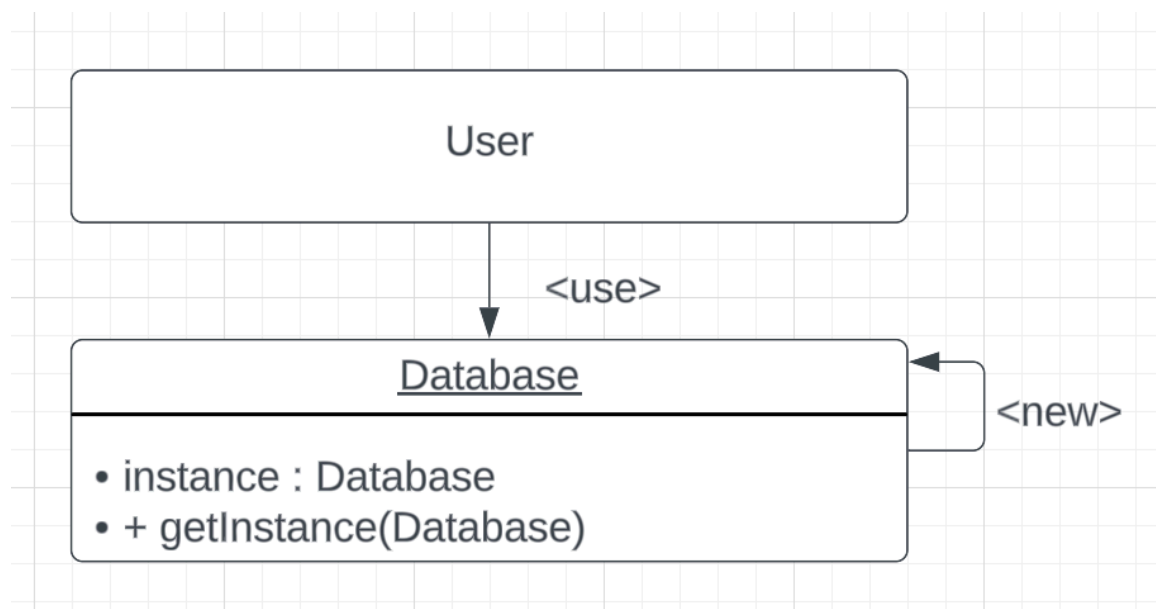 User
<use>
Database
<new>
• instance : Database
• + getInstance(Database)